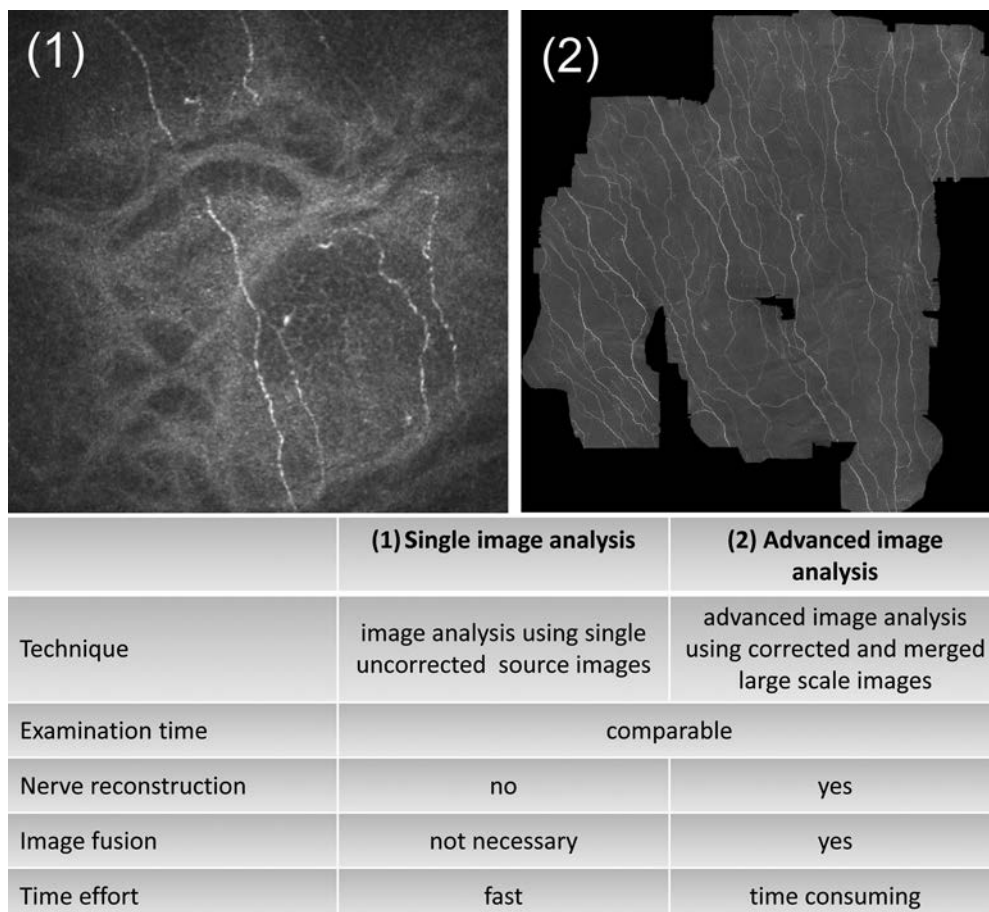 (1)
(2)
(1) Single image analysis
(2) Advanced image
analysis
Technique
image analysis using single
uncorrected source images
advanced image analysis
using corrected and merged
large scale images
Examination time
comparable
Nerve reconstruction
no
yes
Image fusion
not necessary
yes
Time effort
fast
time consuming